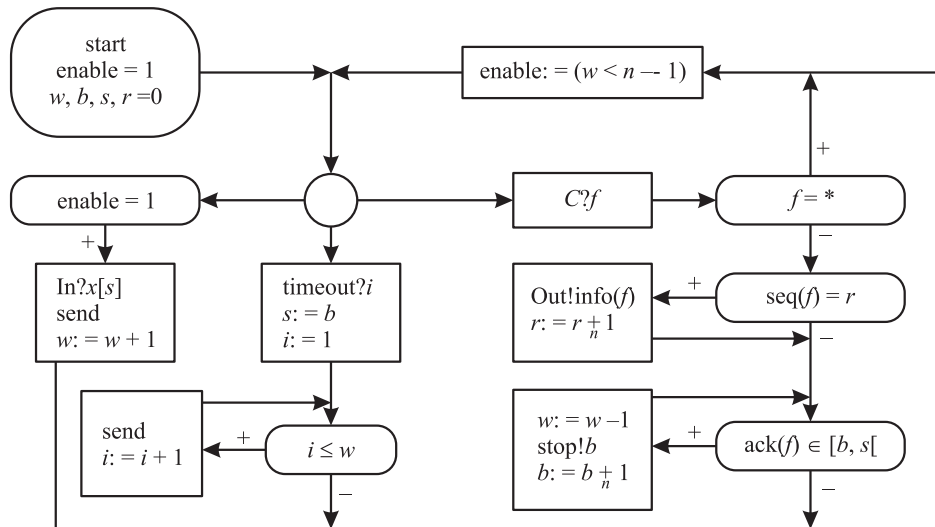 start
enable = 1
w, b, s, r =0
enable: = (w < n –- 1)
+
enable = 1
C?f
f = *
+
–
In?x[s]
send
w: = w + 1
timeout?i
s: = b
i: = 1
Out!info(f)
r: = r + 1
n
+
seq(f) = r
–
send
i: = i + 1
+
i ≤ w
–
w: = w –1
stop!b
b: = b + 1
n
+
ack(f) ∈ [b, s[
–